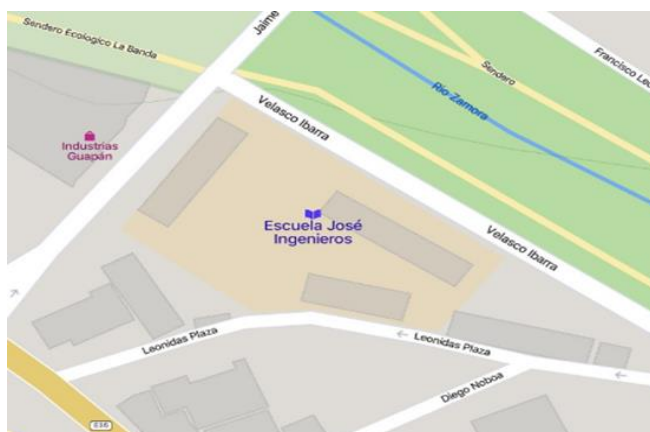 Sendero Ecologico La Banda
Jaime
Francisco Leo
Sendero
Rio Zamora
Velasco Ibarra
Industrias
Guapán
Escuela José
Ingenieros
Velasco Ibarra
Leonidas Plaza
Leonidas Plaza
Diego Noboa
E35